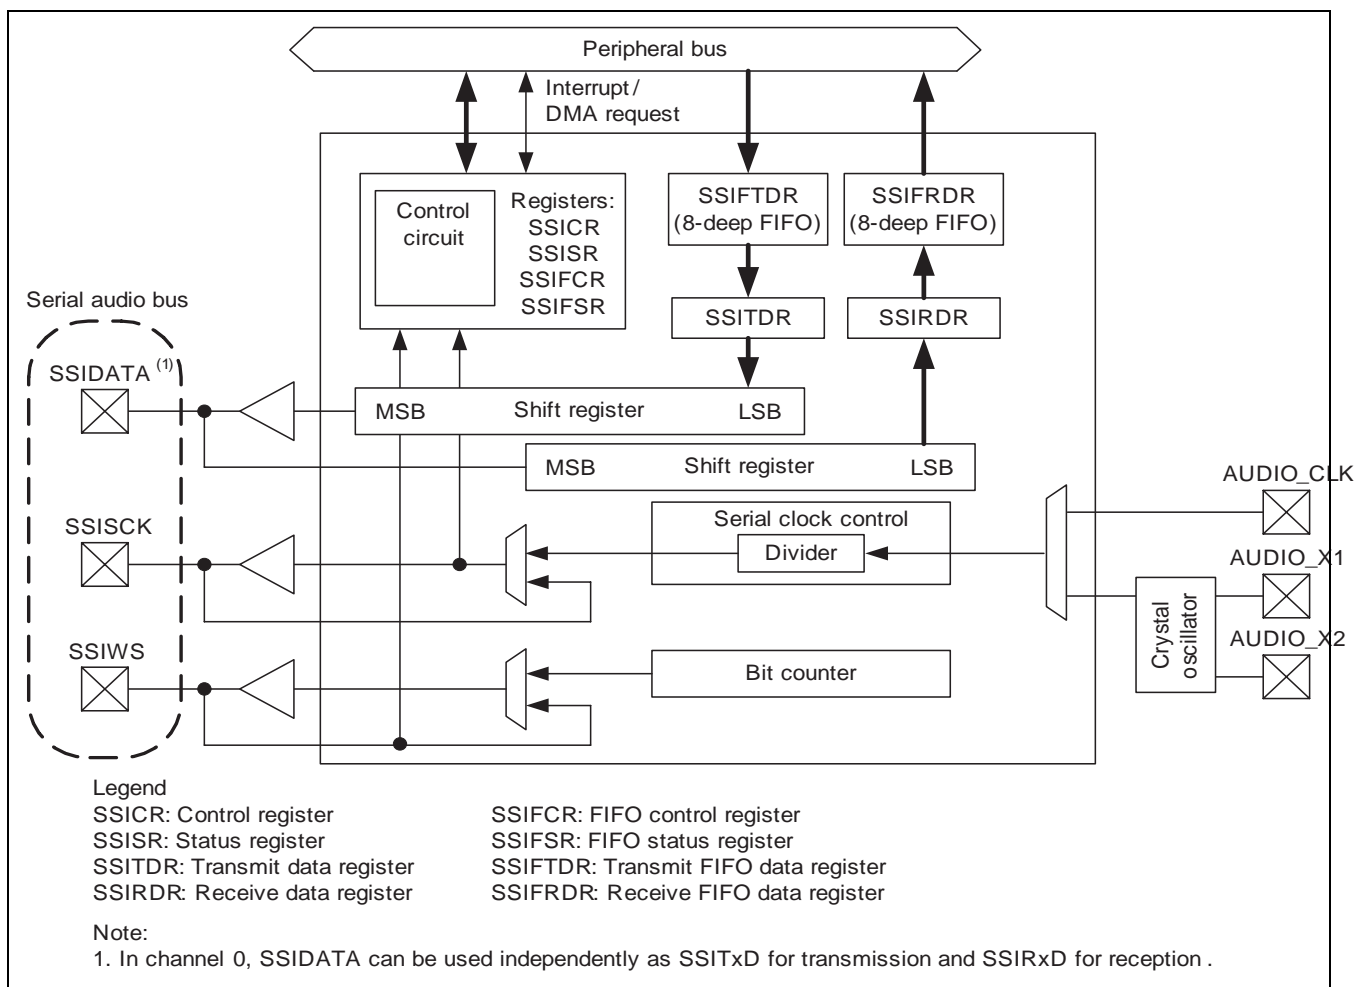 Peripheral bus
Interrupt/
DMA request
Control
circuit
Registers:
SSICR
SSISR
SSIFCR
SSIFSR
SSIFTDR
(8-deep FIFO)
SSIFRDR
(8-deep FIFO)
SSITDR
SSIRDR
Serial audio bus
SSIDATA (1)
MSB Shift register LSB
MSB Shift register LSB
AUDIO_CLK
SSISCK
Serial clock control
Divider
AUDIO_X1
Crystal
oscillator
AUDIO_X2
SSIWS
Bit counter
Legend
SSICR: Control register SSIFCR: FIFO control register
SSISR: Status register SSIFSR: FIFO status register
SSITDR: Transmit data register SSIFTDR: Transmit FIFO data register
SSIRDR: Receive data register SSIFRDR: Receive FIFO data register
Note:
1. In channel 0, SSIDATA can be used independently as SSITxD for transmission and SSIRxD for reception .